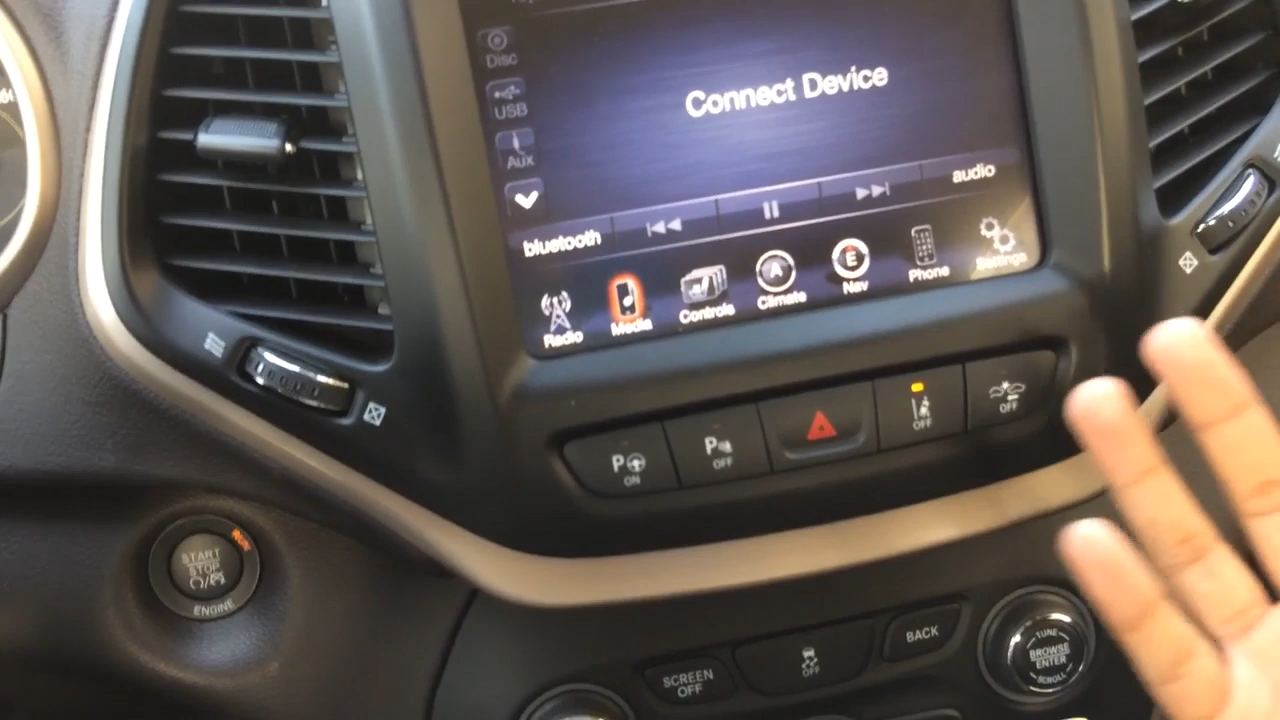 Disc
USB
Aux
Connect Device
bluetooth
audio
Radio
Media
Controls
A
Climate
E
Nav
Phone
Settings
P
ON
P
OFF
OFF
OFF
START
STOP
RUN
ENGINE
SCREEN
OFF
OFF
BACK
TUNE
BROWSE
ENTER
SCROLL